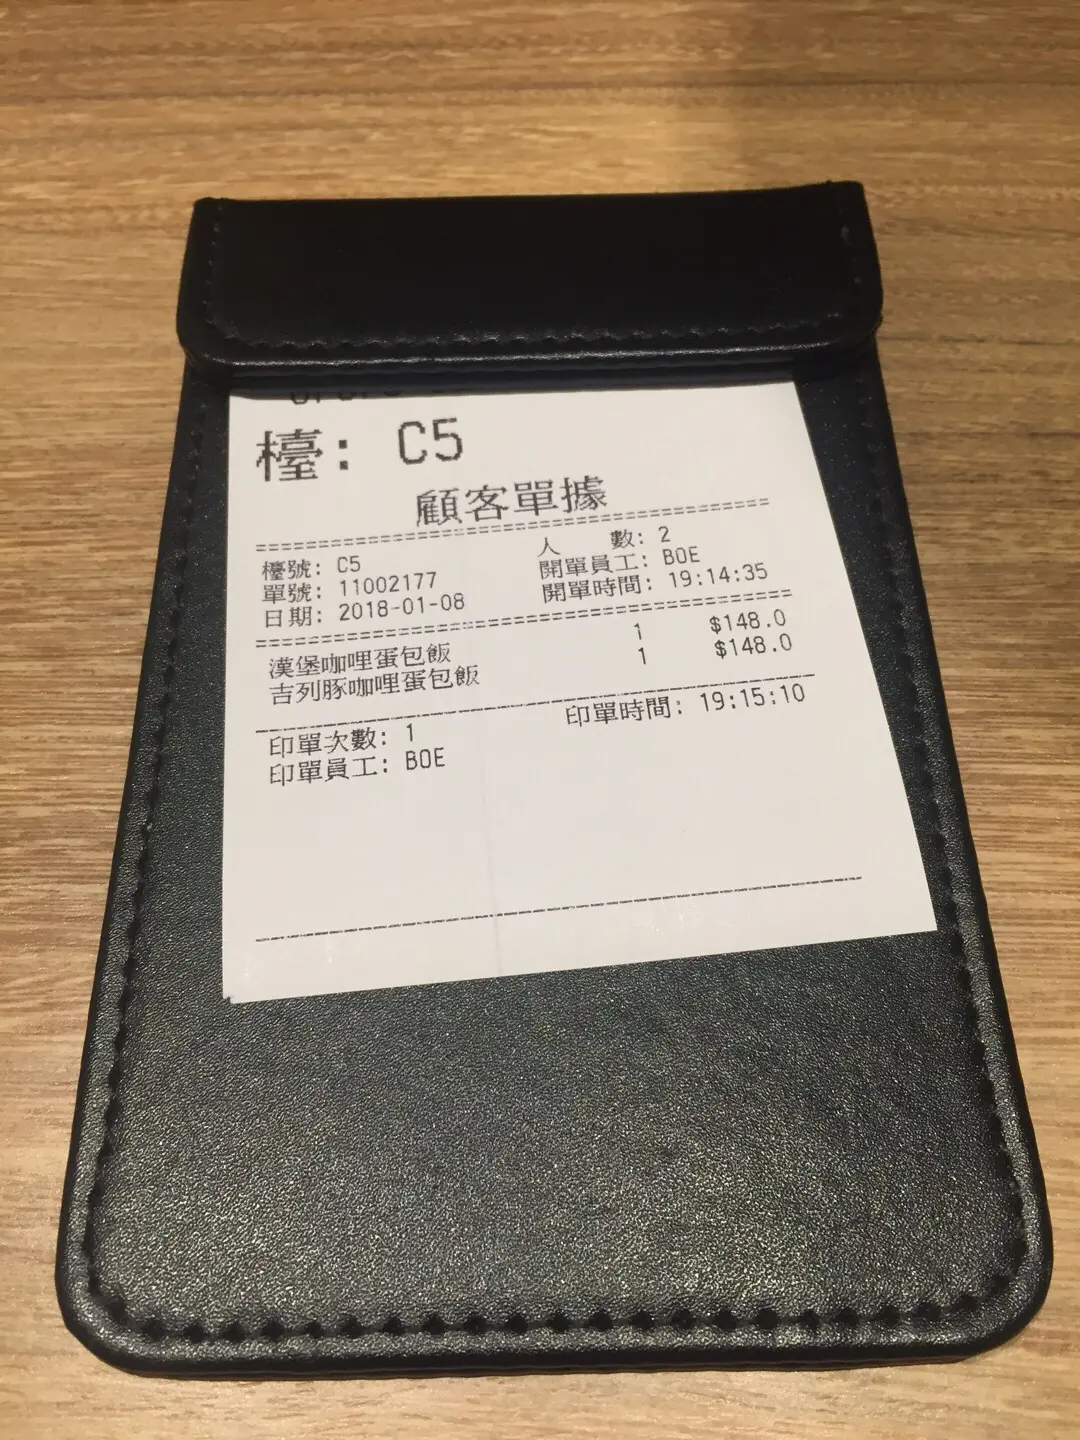 檯: C5
顧客單據
檯號: C5 人 數: 2
單號: 11002177 開單員工: BOE
日期: 2018-01-08 開單時間: 19:14:35
漢堡咖哩蛋包飯 1 $148.0
吉列豚咖哩蛋包飯 1 $148.0
印單次數: 1 印單時間: 19:15:10
印單員工: BOE